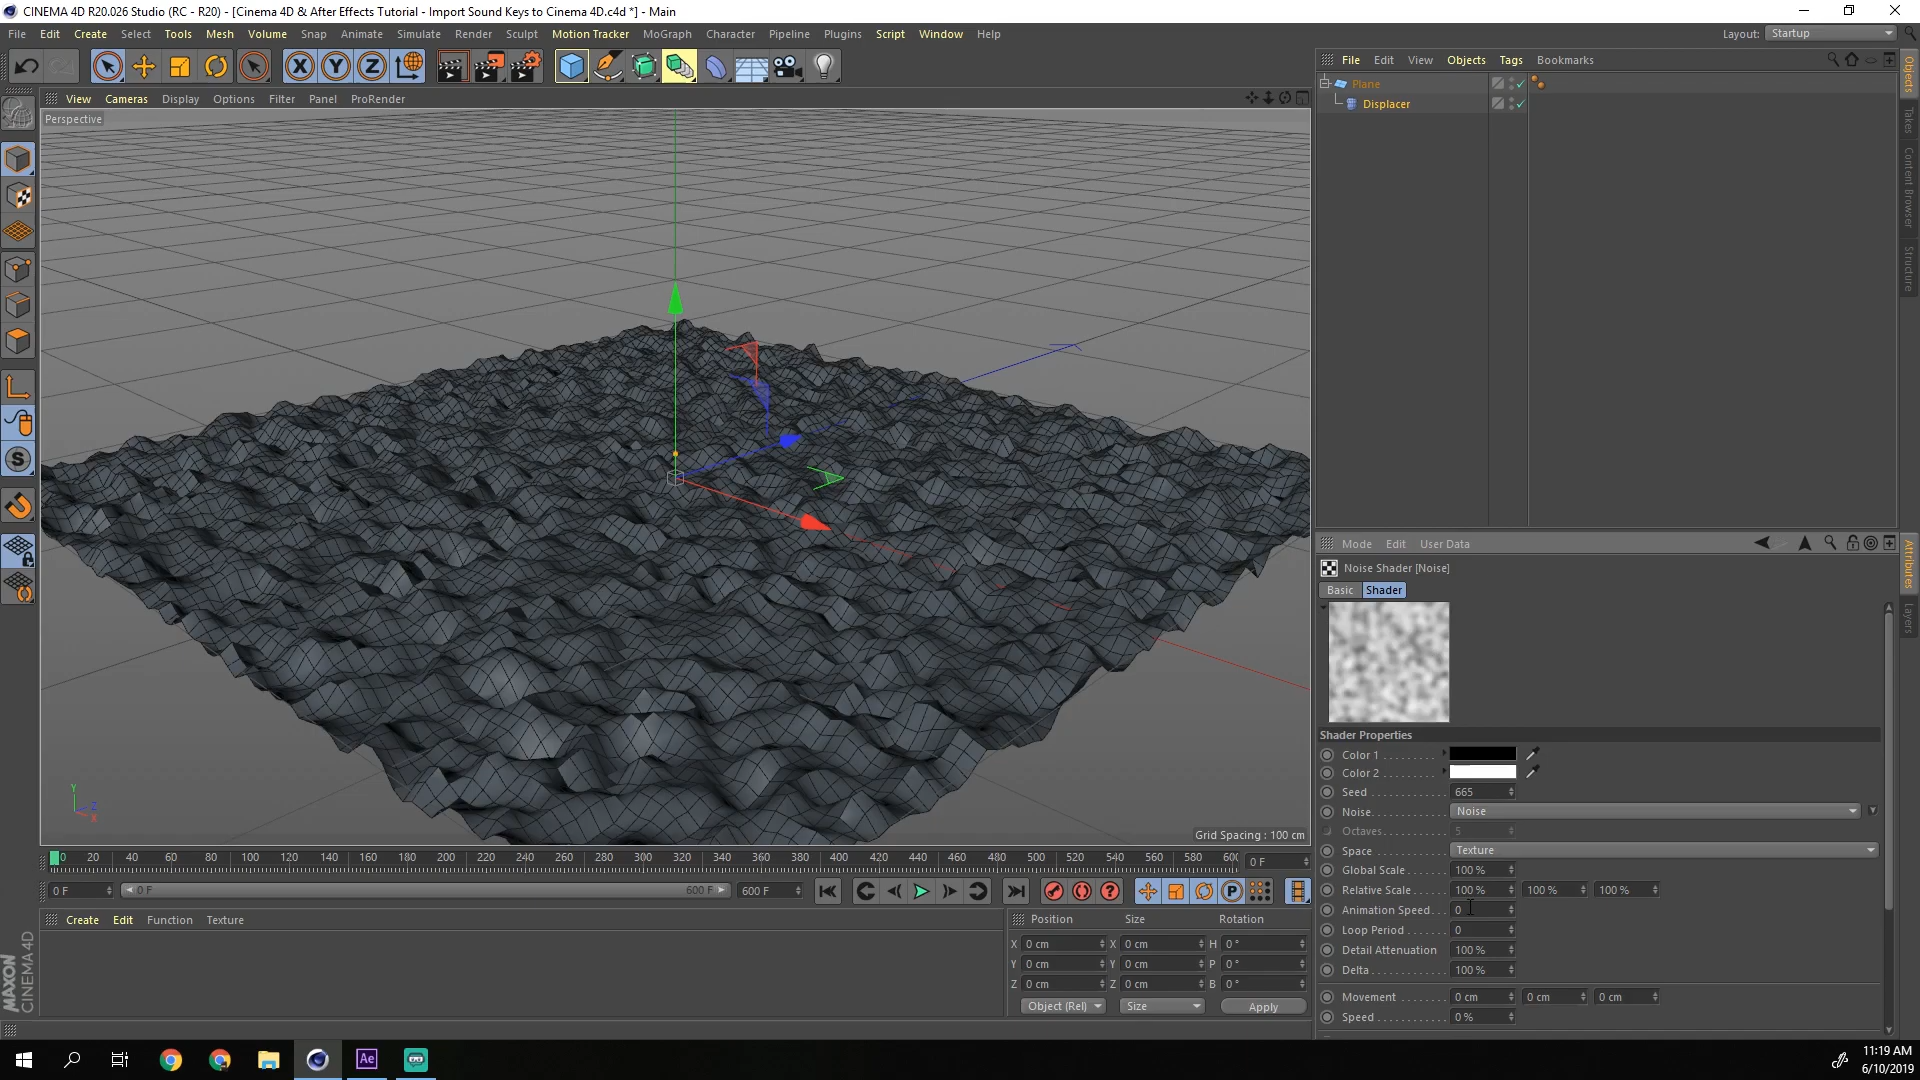 CINEMA 4D R20.026 Studio (RC - R20) - [Cinema 4D & After Effects Tutorial - Import Sound Keys to Cinema 4D.c4d *] - Main
File Edit Create Select Tools Mesh Volume Snap Animate Simulate Render Sculpt Motion Tracker MoGraph Character Pipeline Plugins Script Window Help
Layout: Startup
X Y Z
View Cameras Display Options Filter Panel ProRender
Perspective
Y
Z
X
Grid Spacing : 100 cm
0 20 40 60 80 100 120 140 160 180 200 220 240 260 280 300 320 340 360 380 400 420 440 460 480 500 520 540 560 580 60
0 F
0 F 0 F 600 F 600 F
Create Edit Function Texture
MAXON
CINEMA 4D
Position Size Rotation
X 0 cm X 0 cm H 0 °
Y 0 cm Y 0 cm P 0 °
Z 0 cm Z 0 cm B 0 °
Object (Rel) Size Apply
File Edit View Objects Tags Bookmarks
Plane
Displacer
Objects
Takes
Content Browser
Structure
Mode Edit User Data
Noise Shader [Noise]
Basic Shader
Attributes
Layers
Shader Properties
Color 1
Color 2
Seed 665
Noise Noise
Octaves 5
Space Texture
Global Scale 100 %
Relative Scale 100 % 100 % 100 %
Animation Speed 0
Loop Period 0
Detail Attenuation 100 %
Delta 100 %
Movement 0 cm 0 cm 0 cm
Speed 0 %
Ae
11:19 AM
6/10/2019